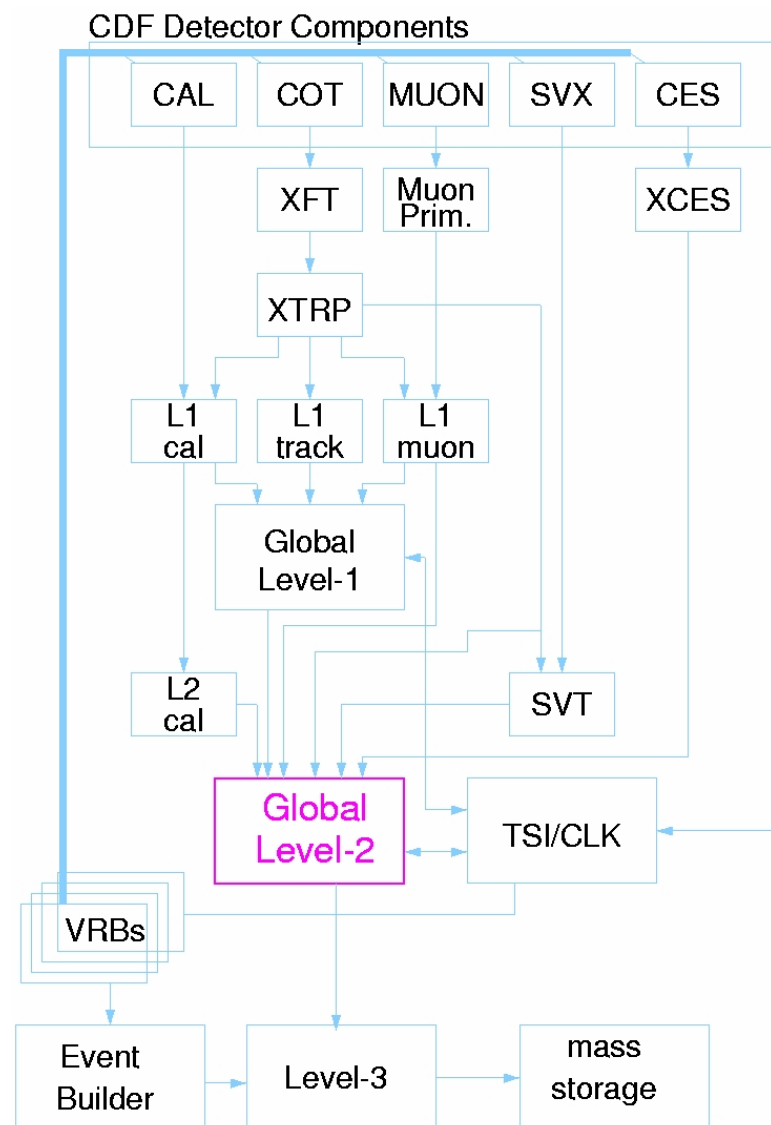 CDF Detector Components
CAL
COT
MUON
SVX
CES
XFT
Muon
Prim.
XCES
XTRP
L1
cal
L1
track
L1
muon
Global
Level-1
L2
cal
SVT
Global
Level-2
TSI/CLK
VRBs
Event
Builder
Level-3
mass
storage